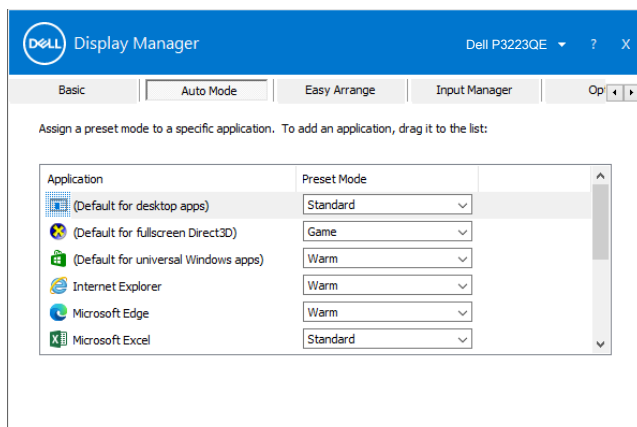 DELL Display Manager Dell P3223QE ? X
Basic Auto Mode Easy Arrange Input Manager Op
Assign a preset mode to a specific application. To add an application, drag it to the list:
Application Preset Mode
(Default for desktop apps) Standard
(Default for fullscreen Direct3D) Game
(Default for universal Windows apps) Warm
Internet Explorer Warm
Microsoft Edge Warm
Microsoft Excel Standard